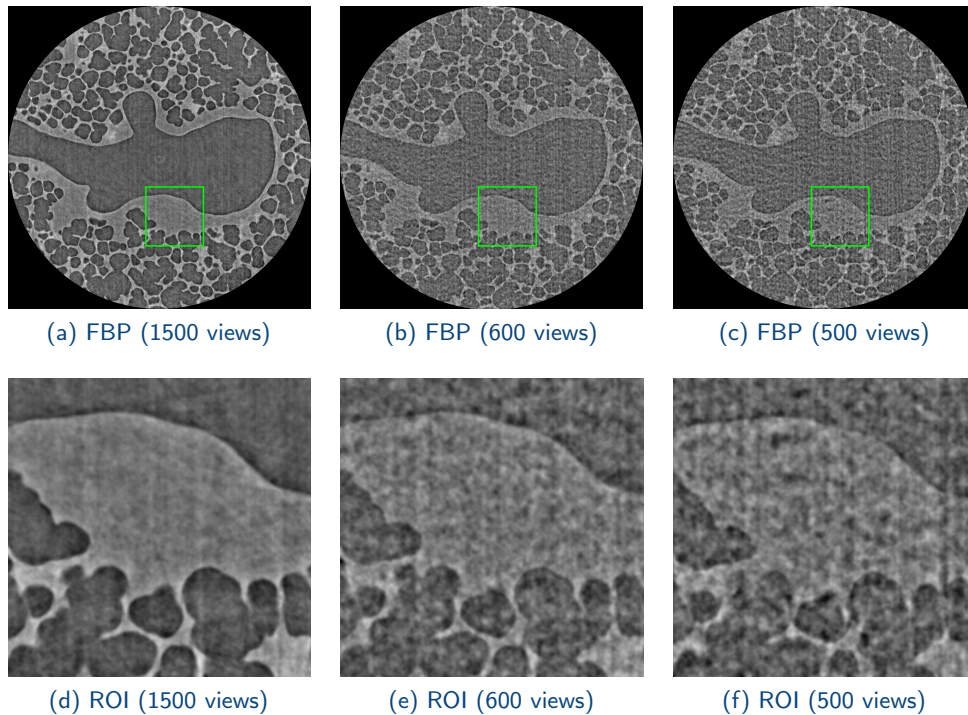 (a) FBP (1500 views)
(b) FBP (600 views)
(c) FBP (500 views)
(d) ROI (1500 views)
(e) ROI (600 views)
(f) ROI (500 views)